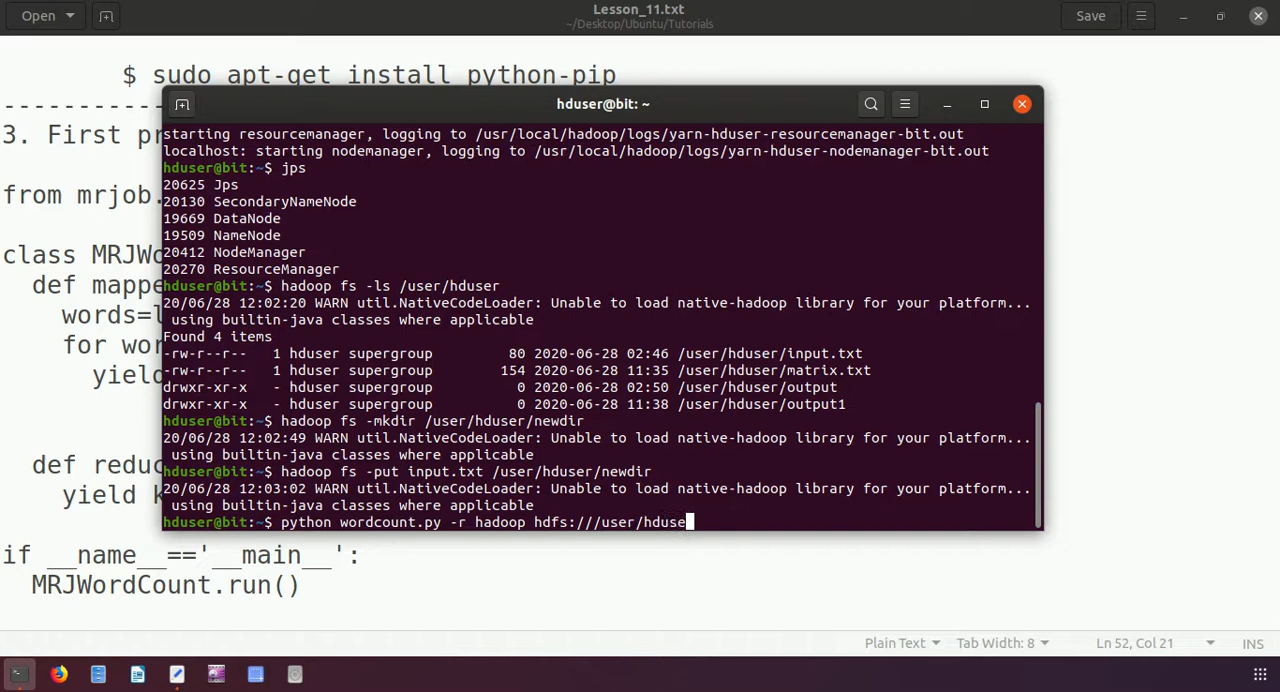 Open
Lesson_11.txt
~/Desktop/Ubuntu/Tutorials
Save
$ sudo apt-get install python-pip
3. First pr
from mrjob.
class MRJWo
def mappe
words=l
for wor
yield
def reduc
yield k
if __name__=='__main__':
MRJWordCount.run()
hduser@bit: ~
starting resourcemanager, logging to /usr/local/hadoop/logs/yarn-hduser-resourcemanager-bit.out
localhost: starting nodemanager, logging to /usr/local/hadoop/logs/yarn-hduser-nodemanager-bit.out
hduser@bit:~$ jps
20625 Jps
20130 SecondaryNameNode
19669 DataNode
19509 NameNode
20412 NodeManager
20270 ResourceManager
hduser@bit:~$ hadoop fs -ls /user/hduser
20/06/28 12:02:20 WARN util.NativeCodeLoader: Unable to load native-hadoop library for your platform...
using builtin-java classes where applicable
Found 4 items
-rw-r--r--   1 hduser supergroup         80 2020-06-28 02:46 /user/hduser/input.txt
-rw-r--r--   1 hduser supergroup        154 2020-06-28 11:35 /user/hduser/matrix.txt
drwxr-xr-x   - hduser supergroup          0 2020-06-28 02:50 /user/hduser/output
drwxr-xr-x   - hduser supergroup          0 2020-06-28 11:38 /user/hduser/output1
hduser@bit:~$ hadoop fs -mkdir /user/hduser/newdir
20/06/28 12:02:49 WARN util.NativeCodeLoader: Unable to load native-hadoop library for your platform...
using builtin-java classes where applicable
hduser@bit:~$ hadoop fs -put input.txt /user/hduser/newdir
20/06/28 12:03:02 WARN util.NativeCodeLoader: Unable to load native-hadoop library for your platform...
using builtin-java classes where applicable
hduser@bit:~$ python wordcount.py -r hadoop hdfs:///user/hduse
Plain Text
Tab Width: 8
Ln 52, Col 21
INS